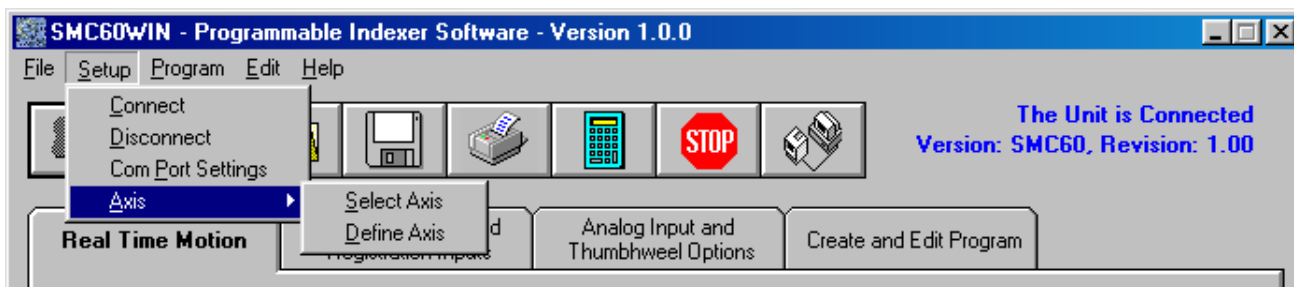 SMC60WIN - Programmable Indexer Software - Version 1.0.0
File Setup Program Edit Help
Connect
Disconnect
Com Port Settings
Axis
Select Axis
Define Axis
STOP
The Unit is Connected
Version: SMC60, Revision: 1.00
Real Time Motion
Analog Input and
Thumbhweel Options
Create and Edit Program